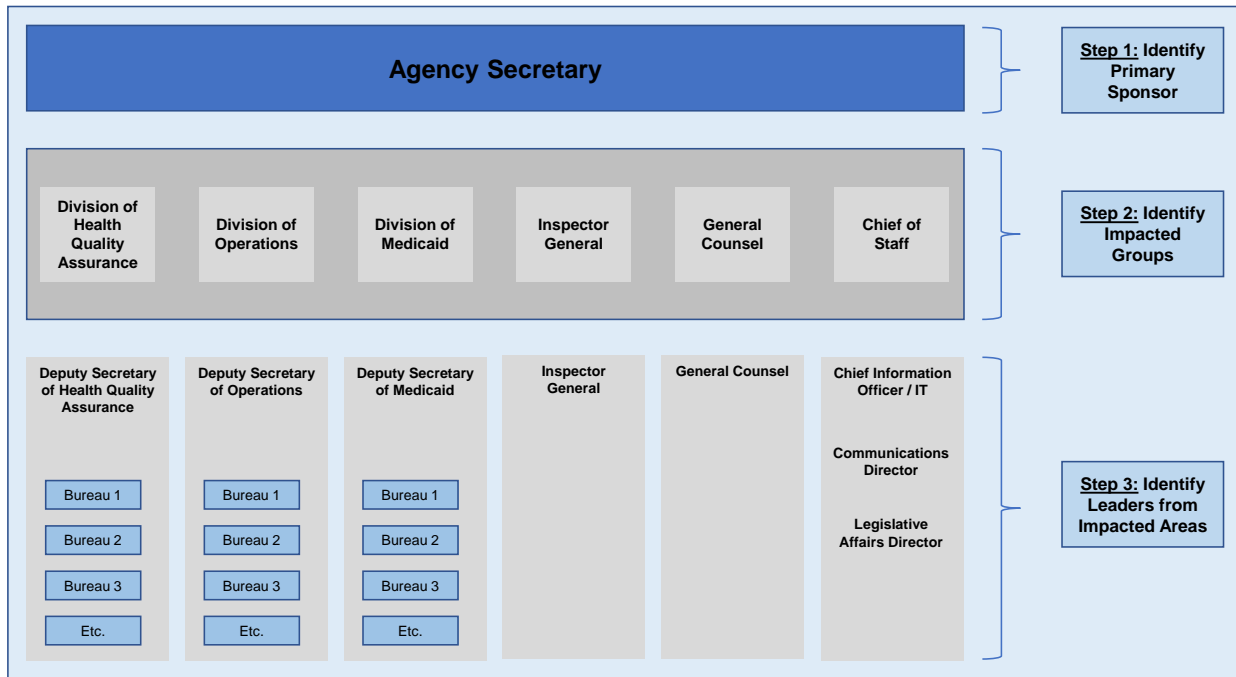 Agency Secretary
Step 1: Identify
Primary
Sponsor
Division of
Health
Quality
Assurance
Division of
Operations
Division of
Medicaid
Inspector
General
General
Counsel
Chief of
Staff
Step 2: Identify
Impacted
Groups
Deputy Secretary
of Health Quality
Assurance
Bureau 1
Bureau 2
Bureau 3
Etc.
Deputy Secretary
of Operations
Bureau 1
Bureau 2
Bureau 3
Etc.
Deputy Secretary
of Medicaid
Bureau 1
Bureau 2
Bureau 3
Etc.
Inspector
General
General Counsel
Chief Information
Officer / IT
Communications
Director
Legislative
Affairs Director
Step 3: Identify
Leaders from
Impacted Areas